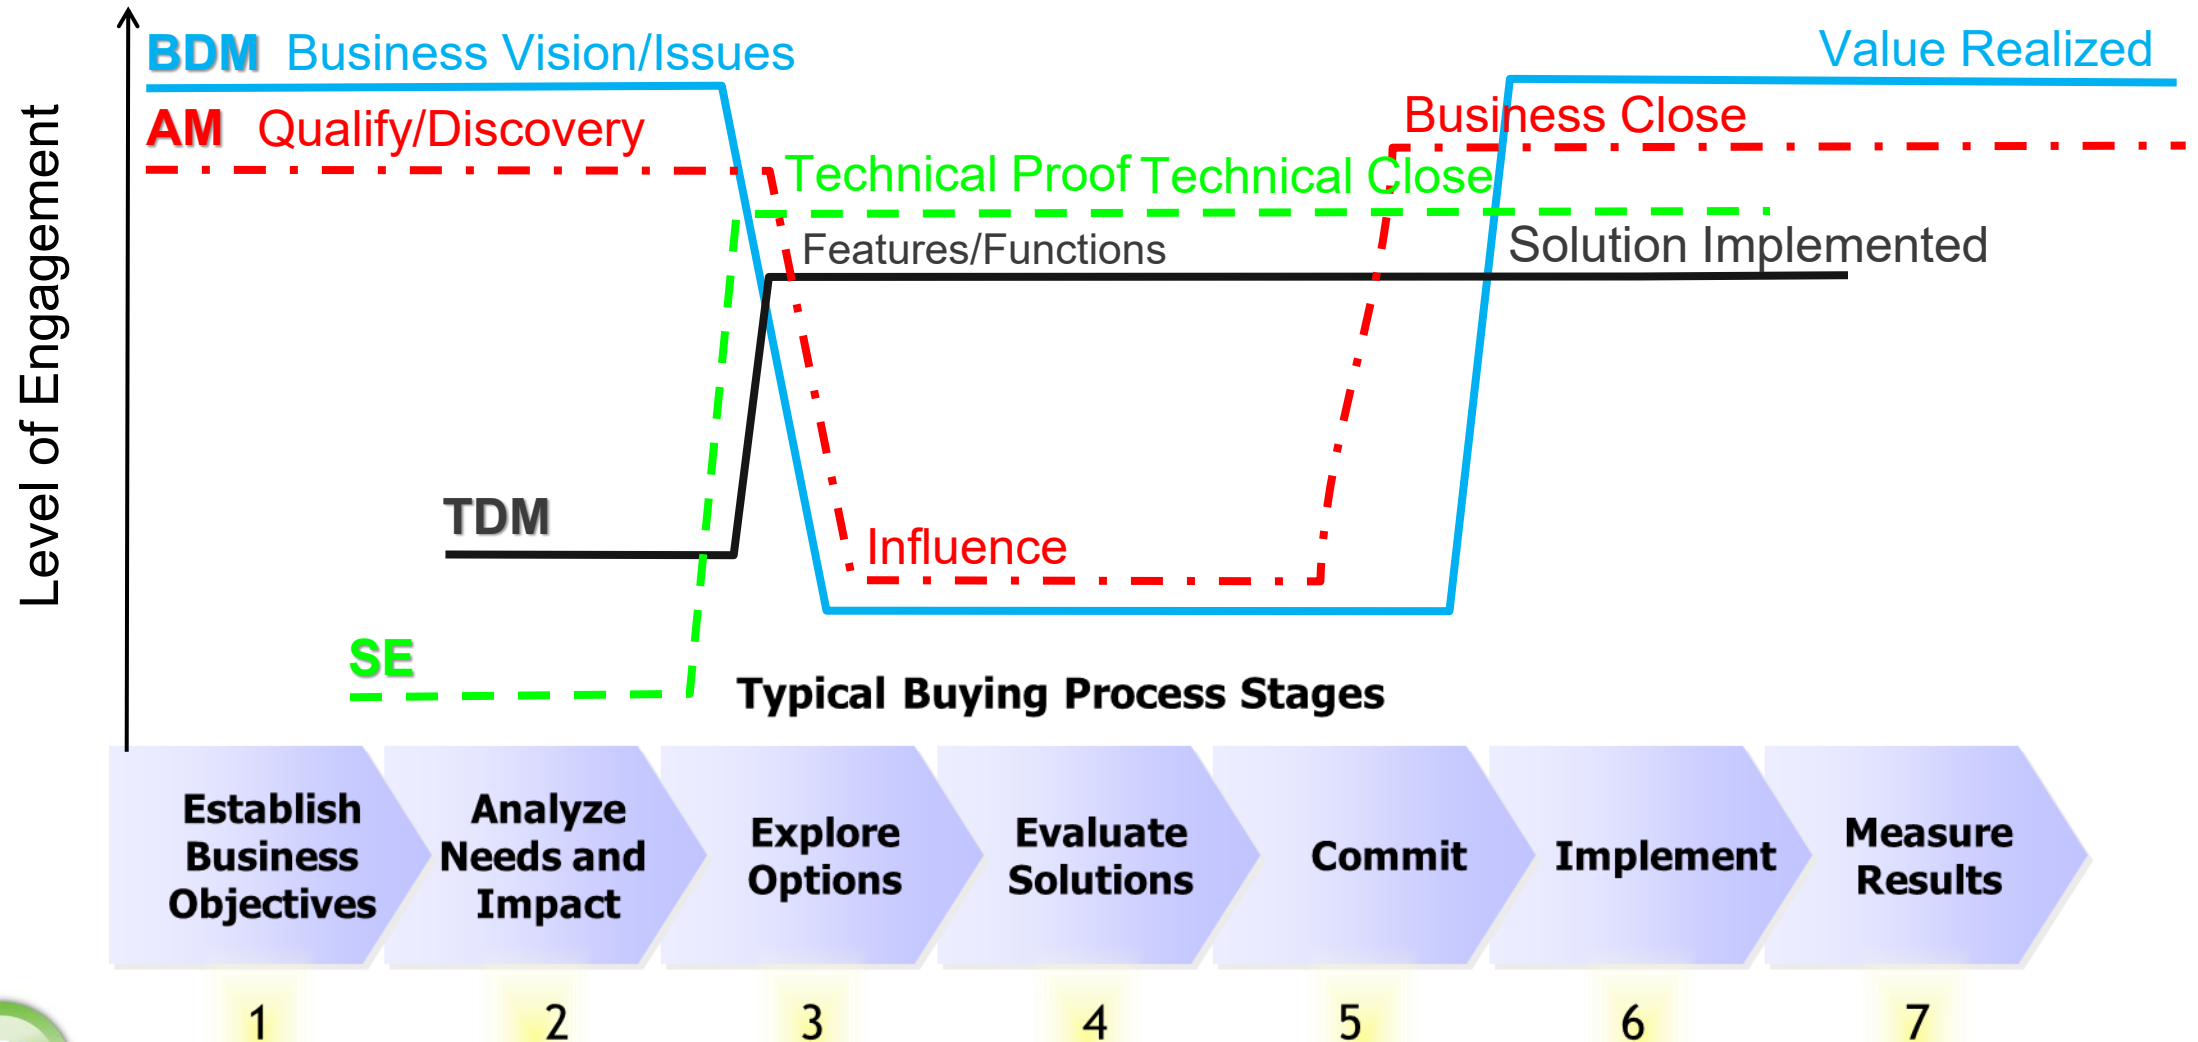 BDM Business Vision/Issues
Value Realized
AM Qualify/Discovery
Business Close
Technical Proof Technical Close
Features/Functions
Solution Implemented
Level of Engagement
TDM
Influence
SE
Typical Buying Process Stages
Establish
Business
Objectives
Analyze
Needs and
Impact
Explore
Options
Evaluate
Solutions
Commit
Implement
Measure
Results
1
2
3
4
5
6
7